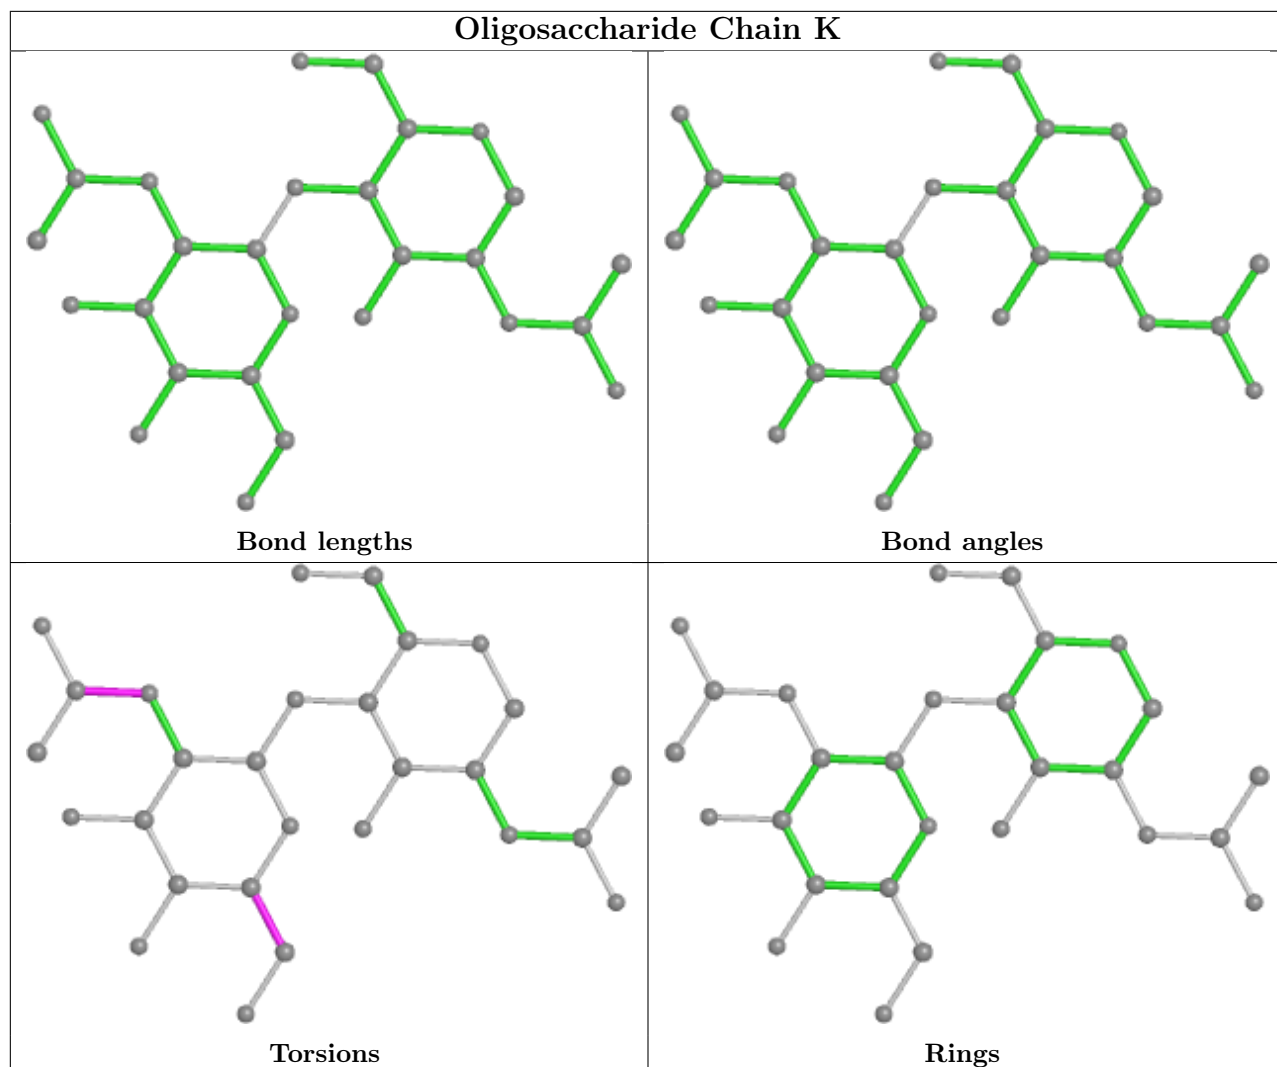 Oligosaccharide Chain K
Bond lengths
Bond angles
Torsions
Rings